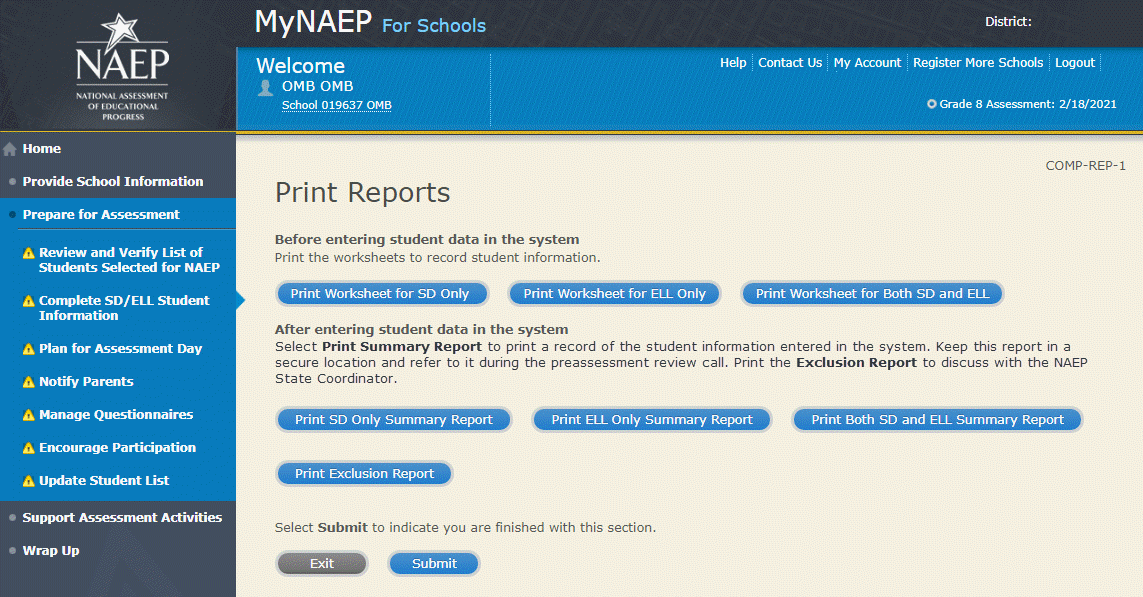 NAEP
NATIONAL ASSESSMENT
OF EDUCATIONAL
PROGRESS
MyNAEP For Schools
District:
Welcome
OMB OMB
School 019637 OMB
Help
Contact Us
My Account
Register More Schools
Logout
Grade 8 Assessment: 2/18/2021
Home
Provide School Information
Prepare for Assessment
Review and Verify List of
Students Selected for NAEP
Complete SD/ELL Student
Information
Plan for Assessment Day
Notify Parents
Manage Questionnaires
Encourage Participation
Update Student List
Support Assessment Activities
Wrap Up
COMP-REP-1
Print Reports
Before entering student data in the system
Print the worksheets to record student information.
Print Worksheet for SD Only
Print Worksheet for ELL Only
Print Worksheet for Both SD and ELL
After entering student data in the system
Select Print Summary Report to print a record of the student information entered in the system. Keep this report in a
secure location and refer to it during the preassessment review call. Print the Exclusion Report to discuss with the NAEP
State Coordinator.
Print SD Only Summary Report
Print ELL Only Summary Report
Print Both SD and ELL Summary Report
Print Exclusion Report
Select Submit to indicate you are finished with this section.
Exit
Submit